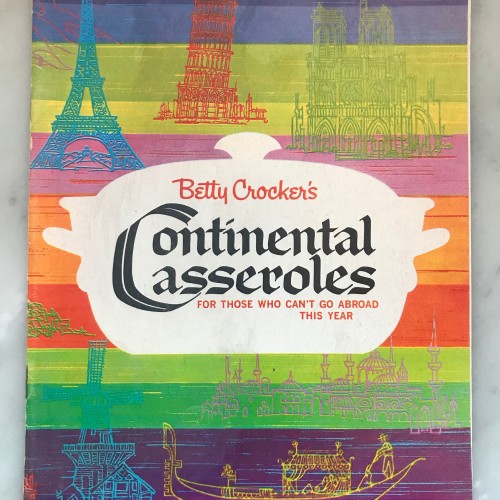 Betty Crocker's
Continental
Casseroles
FOR THOSE WHO CAN'T GO ABROAD
THIS YEAR